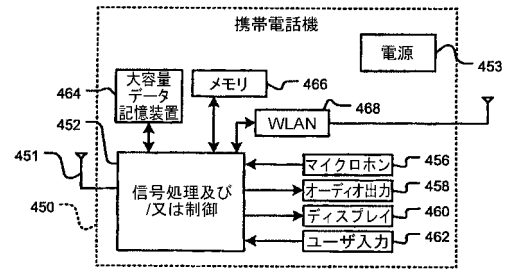 携帯電話機
電源
453
大容量
データ
記憶装置
464
メモリ
466
468
WLAN
452
451
信号処理及び
/又は制御
450
マイクロホン
456
オーディオ出力
458
ディスプレイ
460
ユーザ入力
462